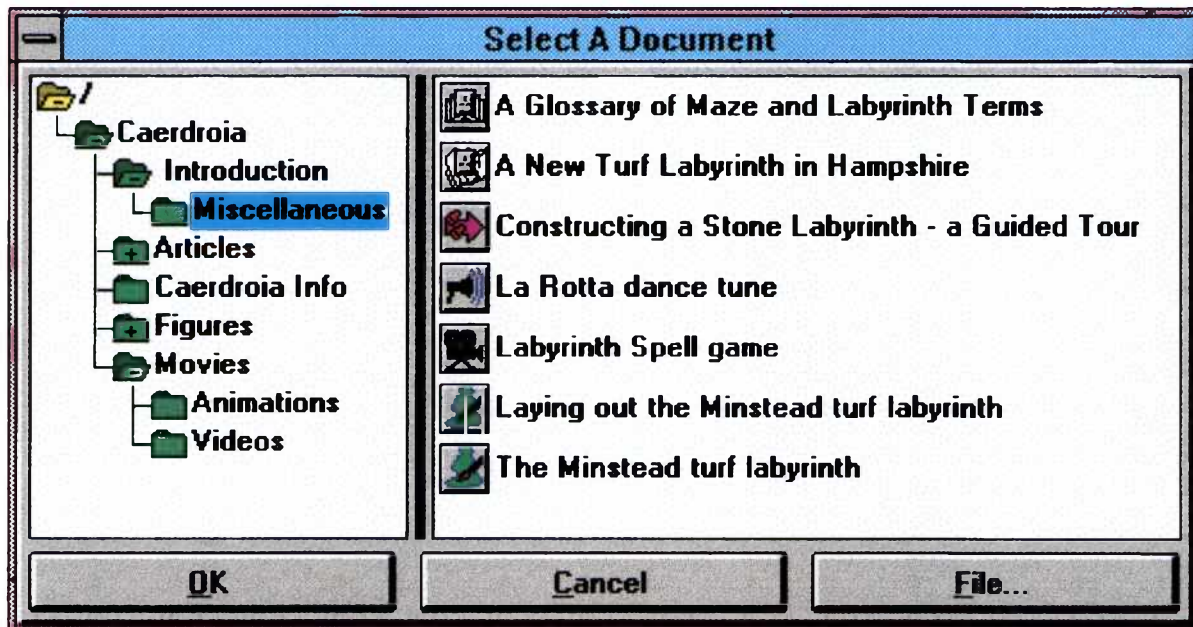 Select A Document
/
Caerdroia
Introduction
Miscellaneous
Articles
Caerdroia Info
Figures
Movies
Animations
Videos
A Glossary of Maze and Labyrinth Terms
A New Turf Labyrinth in Hampshire
Constructing a Stone Labyrinth - a Guided Tour
La Rotta dance tune
Labyrinth Spell game
Laying out the Minstead turf labyrinth
The Minstead turf labyrinth
OK
Cancel
File...